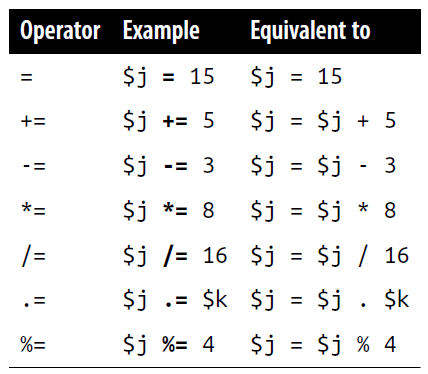 Operator Example Equivalent to
= $j = 15 $j = 15
+= $j += 5 $j = $j + 5
-= $j -= 3 $j = $j - 3
*= $j *= 8 $j = $j * 8
/= $j /= 16 $j = $j / 16
.= $j .= $k $j = $j . $k
%= $j %= 4 $j = $j % 4